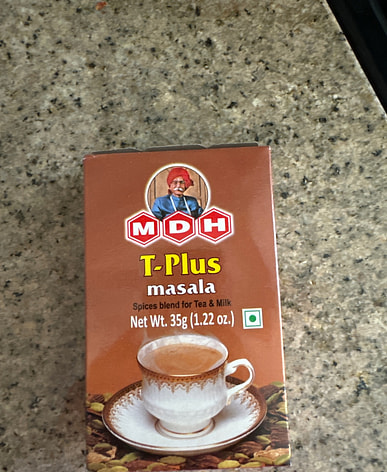 MDH
T-Plus
masala
Spices blend for Tea & Milk
Net Wt. 35g (1.22 oz.)